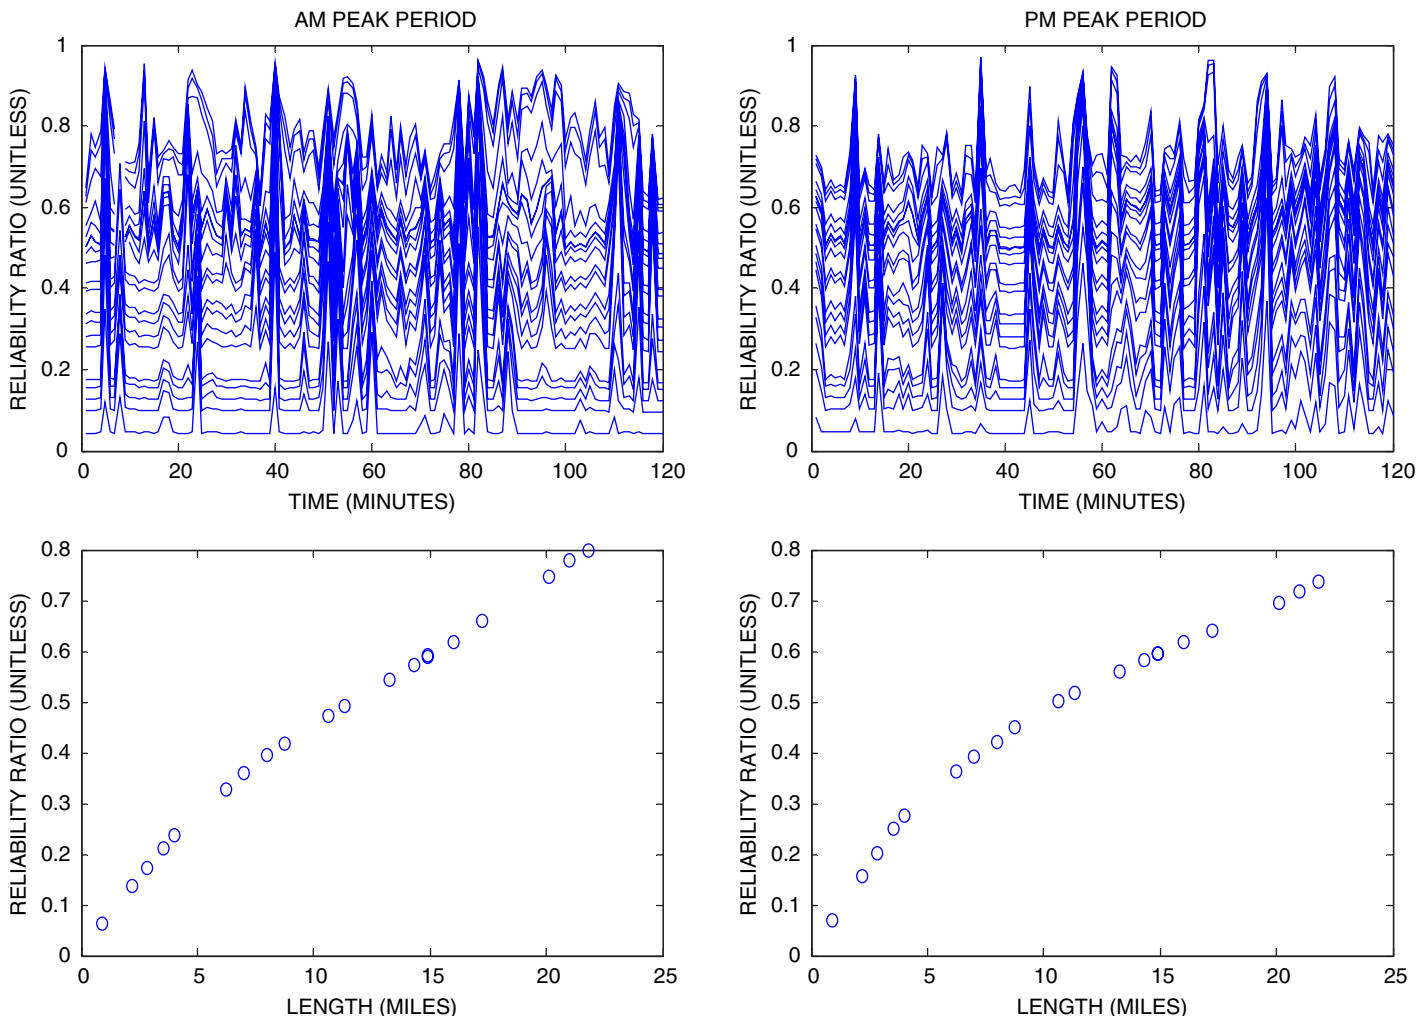 AM PEAK PERIOD
RELIABILITY RATIO (UNITLESS)
1
0.8
0.6
0.4
0.2
0
0 20 40 60 80 100 120
TIME (MINUTES)
PM PEAK PERIOD
RELIABILITY RATIO (UNITLESS)
1
0.8
0.6
0.4
0.2
0
0 20 40 60 80 100 120
TIME (MINUTES)
RELIABILITY RATIO (UNITLESS)
0.8
0.7
0.6
0.5
0.4
0.3
0.2
0.1
0
0 5 10 15 20 25
LENGTH (MILES)
RELIABILITY RATIO (UNITLESS)
0.8
0.7
0.6
0.5
0.4
0.3
0.2
0.1
0
0 5 10 15 20 25
LENGTH (MILES)